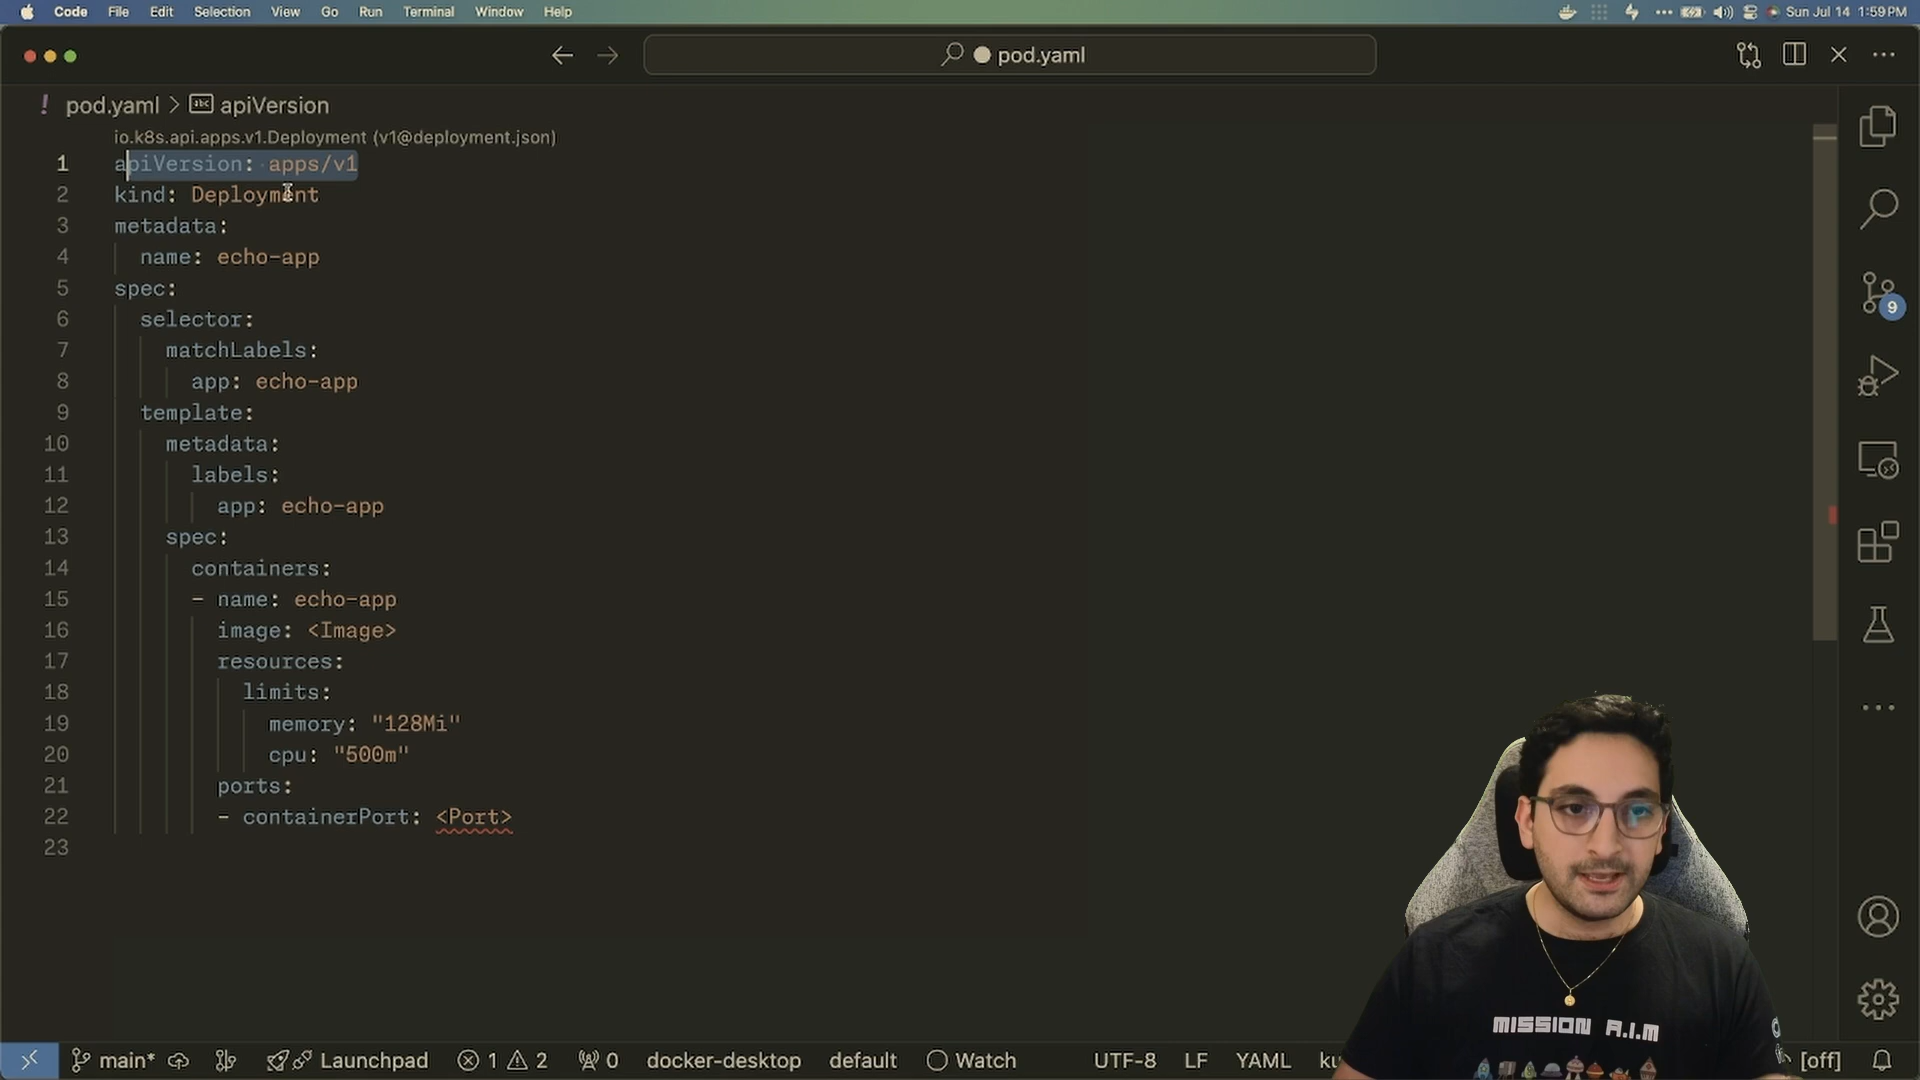 Code File Edit Selection View Go Run Terminal Window Help Sun Jul 14 1:59 PM
pod.yaml
! pod.yaml > apiVersion
io.k8s.api.apps.v1.Deployment (v1@deployment.json)
1 apiVersion: apps/v1
2 kind: Deployment
3 metadata:
4 name: echo-app
5 spec:
6 selector:
7 matchLabels:
8 app: echo-app
9 template:
10 metadata:
11 labels:
12 app: echo-app
13 spec:
14 containers:
15 - name: echo-app
16 image: <Image>
17 resources:
18 limits:
19 memory: "128Mi"
20 cpu: "500m"
21 ports:
22 - containerPort: <Port>
23
9
MISSION A.I.M
main* Launchpad 1 2 0 docker-desktop default Watch UTF-8 LF YAML [off]